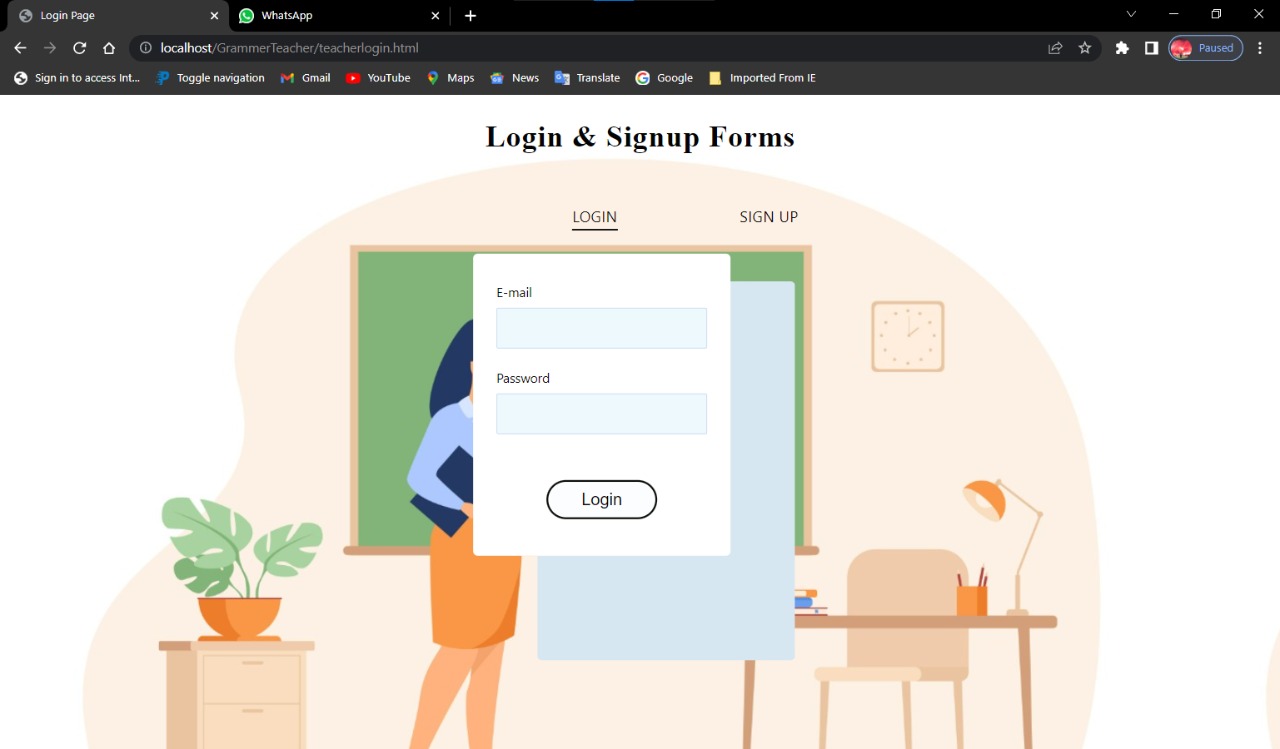 Login Page
WhatsApp
localhost/GrammerTeacher/teacherlogin.html
Paused
Sign in to access Int... Toggle navigation Gmail YouTube Maps News Translate Google Imported From IE
Login & Signup Forms
LOGIN SIGN UP
E-mail
Password
Login